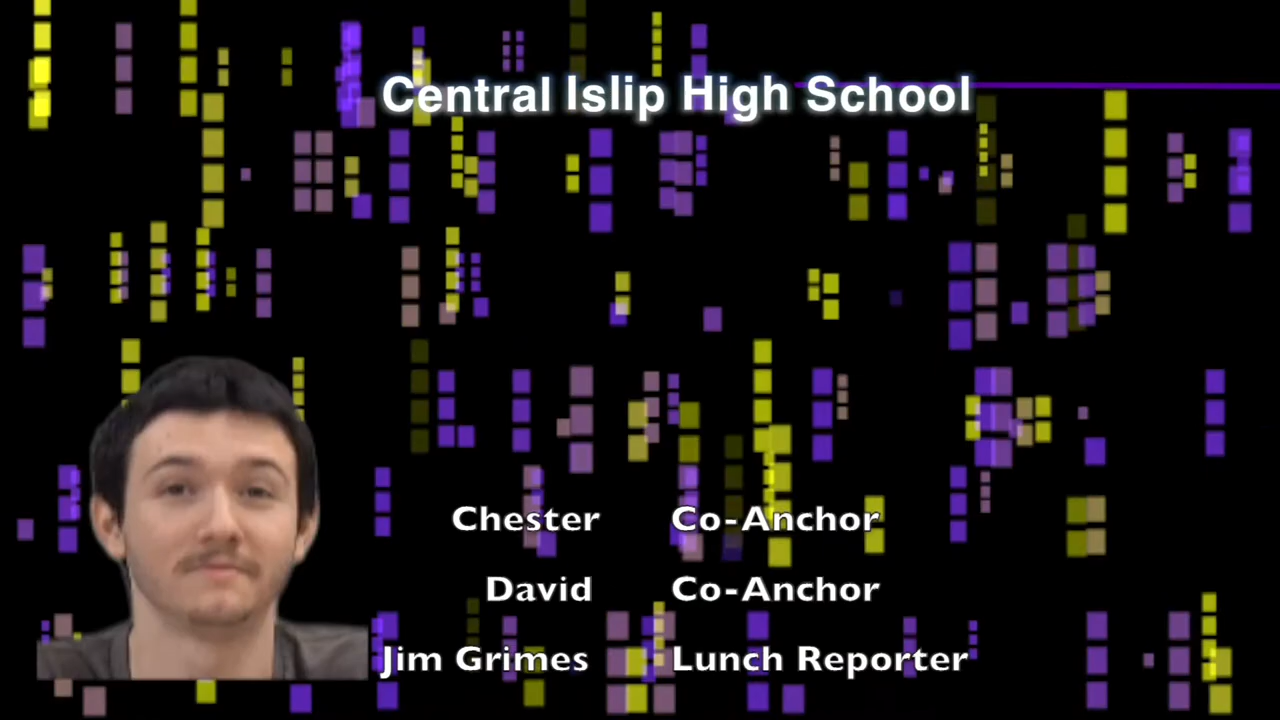 Central Islip High School
Chester Co-Anchor
David Co-Anchor
Jim Grimes Lunch Reporter